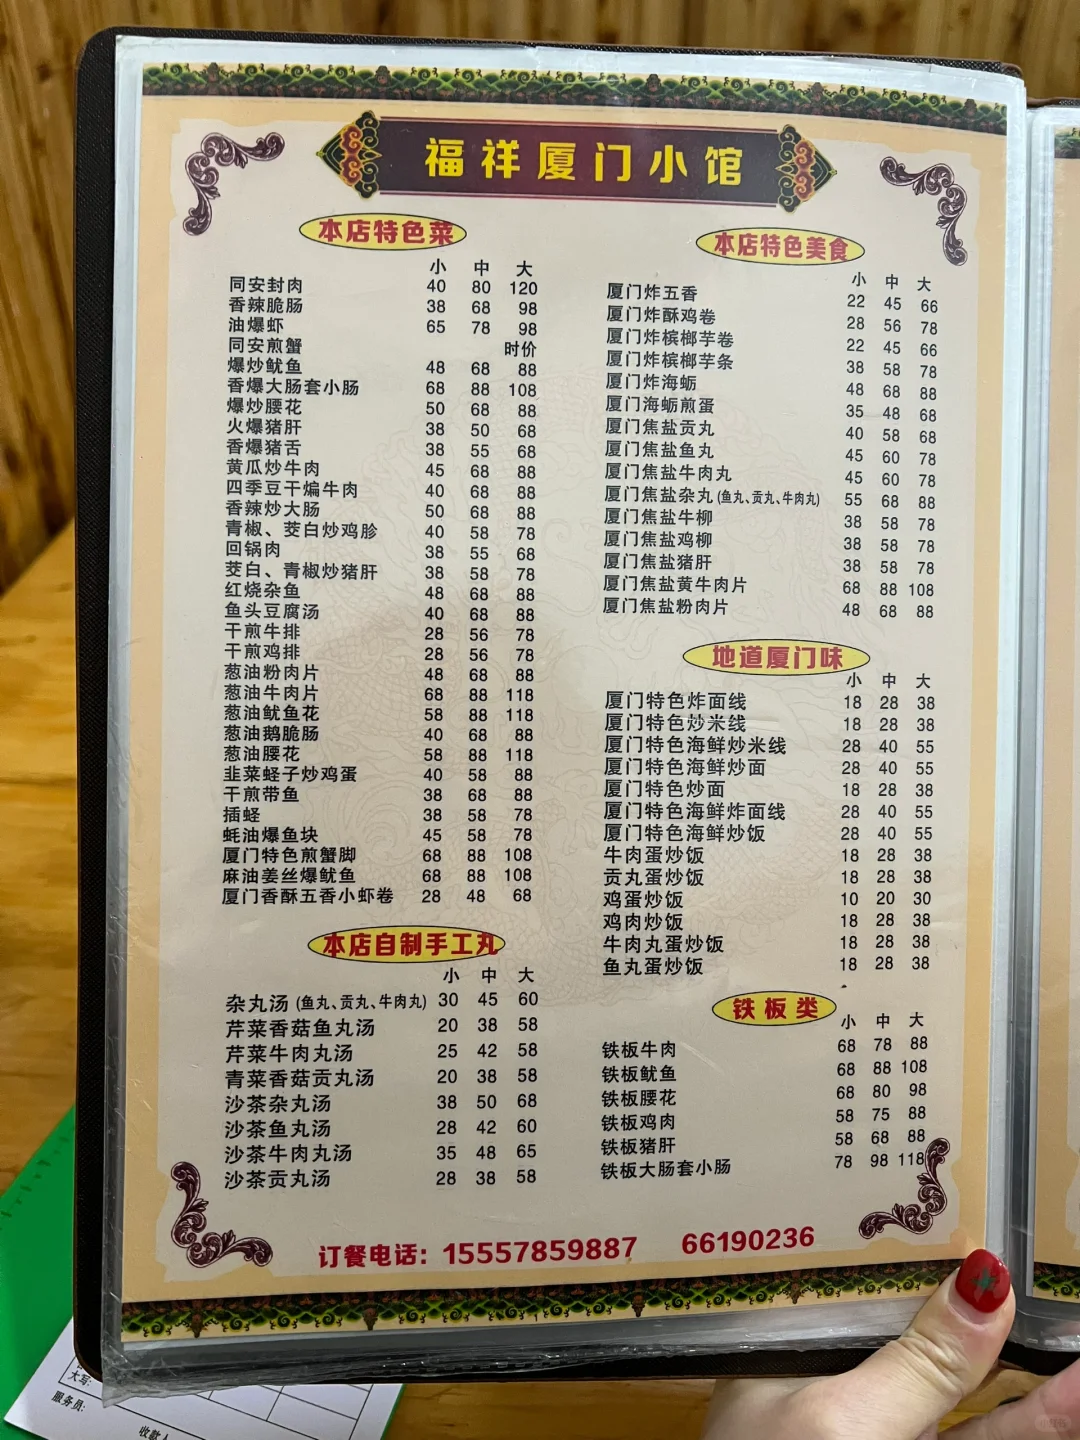 福祥厦门小馆
本店特色菜
小 中 大
同安封肉 40 80 120
香辣脆肠 38 68 98
油爆虾 65 78 98
同安煎蟹 时价
爆炒鱿鱼 48 68 88
香爆大肠套小肠 68 88 108
爆炒腰花 50 68 88
火爆猪肝 38 50 68
香爆猪舌 38 55 68
黄瓜炒牛肉 45 68 88
四季豆干煸牛肉 40 68 88
香辣炒大肠 50 68 88
青椒、茭白炒鸡胗 40 58 78
回锅肉 38 55 68
茭白、青椒炒猪肝 38 58 78
红烧杂鱼 48 68 88
鱼头豆腐汤 40 68 88
干煎牛排 28 56 78
干煎鸡排 28 56 78
葱油粉肉片 48 68 88
葱油牛肉片 68 88 118
葱油鱿鱼花 58 88 118
葱油鹅脆肠 40 68 88
葱油腰花 58 88 118
韭菜蛏子炒鸡蛋 40 58 88
干煎带鱼 38 68 88
插蛏 38 58 78
蚝油爆鱼块 45 58 78
厦门特色煎蟹脚 68 88 108
麻油姜丝爆鱿鱼 68 88 108
厦门香酥五香小虾卷 28 48 68
本店自制手工丸
小 中 大
杂丸汤(鱼丸、贡丸、牛肉丸) 30 45 60
芹菜香菇鱼丸汤 20 38 58
芹菜牛肉丸汤 25 42 58
青菜香菇贡丸汤 20 38 58
沙茶杂丸汤 38 50 68
沙茶鱼丸汤 28 42 60
沙茶牛肉丸汤 35 48 65
沙茶贡丸汤 28 38 58
本店特色美食
小 中 大
厦门炸五香 22 45 66
厦门炸酥鸡卷 28 56 78
厦门炸槟榔芋卷 22 45 66
厦门炸槟榔芋条 38 58 78
厦门炸海蛎 48 68 88
厦门海蛎煎蛋 35 48 68
厦门焦盐贡丸 40 58 68
厦门焦盐鱼丸 45 60 78
厦门焦盐牛肉丸 45 60 78
厦门焦盐杂丸(鱼丸、贡丸、牛肉丸) 55 68 88
厦门焦盐牛柳 38 58 78
厦门焦盐鸡柳 38 58 78
厦门焦盐猪肝 38 58 78
厦门焦盐黄牛肉片 68 88 108
厦门焦盐粉肉片 48 68 88
地道厦门味
小 中 大
厦门特色炸面线 18 28 38
厦门特色炒米线 18 28 38
厦门特色海鲜炒米线 28 40 55
厦门特色海鲜炒面 28 40 55
厦门特色炒面 18 28 38
厦门特色海鲜炸面线 28 40 55
厦门特色海鲜炒饭 28 40 55
牛肉蛋炒饭 18 28 38
贡丸蛋炒饭 18 28 38
鸡蛋炒饭 10 20 30
鸡肉炒饭 18 28 38
牛肉丸蛋炒饭 18 28 38
鱼丸蛋炒饭 18 28 38
铁板类
小 中 大
铁板牛肉 68 78 88
铁板鱿鱼 68 88 108
铁板腰花 68 80 98
铁板鸡肉 58 75 88
铁板猪肝 58 68 88
铁板大肠套小肠 78 98 118
订餐电话: 15557859887 66190236
大写:
服务员:
收款人